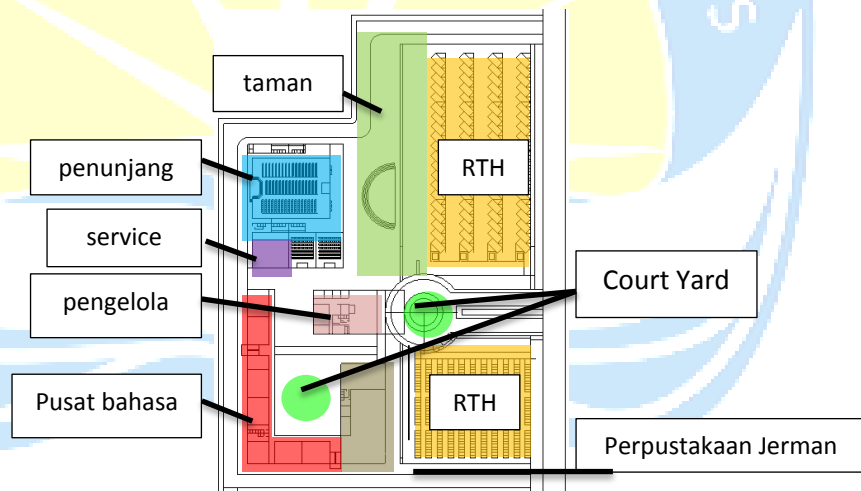 taman
RTH
penunjang
service
Court Yard
pengelola
Pusat bahasa
RTH
Perpustakaan Jerman